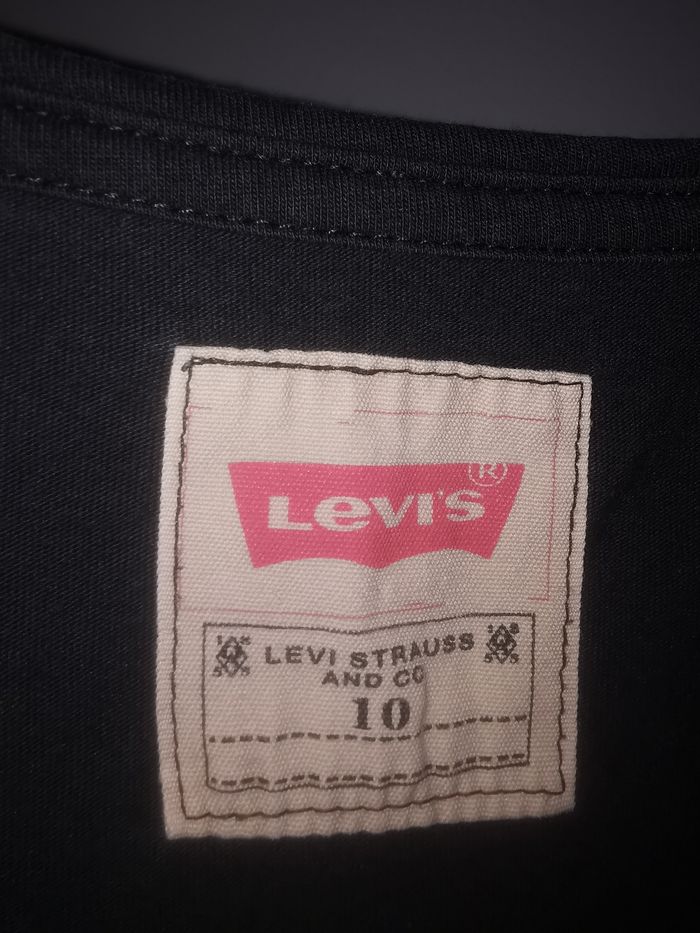 LEVI'S ®
LEVI STRAUSS
AND CO
10